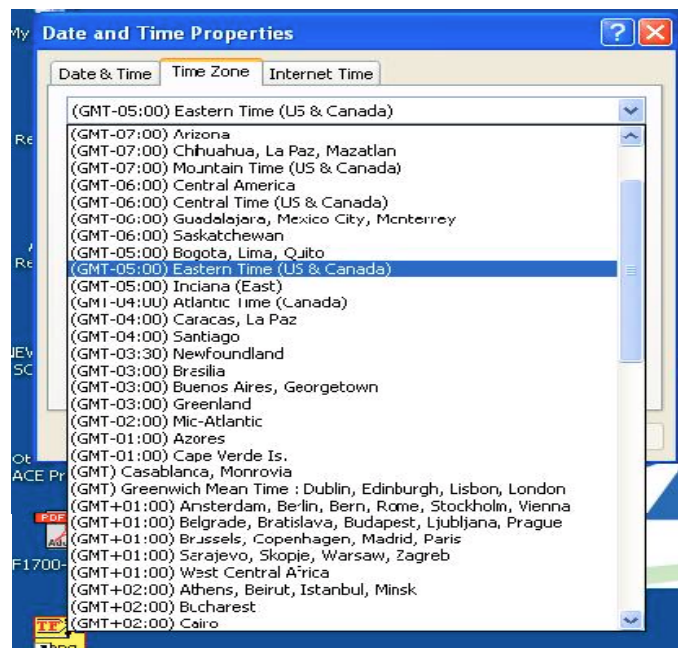 My
Date and Time Properties
Date & Time
Time Zone
Internet Time
(GMT-05:00) Eastern Time (US & Canada)
Re
(GMT-07:00) Arizona
(GMT-07:00) Chihuahua, La Paz, Mazatlan
(GMT-07:00) Mountain Time (US & Canada)
(GMT-06:00) Central America
(GMT-06:00) Central Time (US & Canada)
(GMT-06:00) Guadalajara, Mexico City, Monterrey
(GMT-06:00) Saskatchewan
Re
(GMT-05:00) Bogota, Lima, Quito
(GMT-05:00) Eastern Time (US & Canada)
(GMT-05:00) Indiana (East)
(GMT-04:00) Atlantic Time (Canada)
(GMT-04:00) Caracas, La Paz
(GMT-04:00) Santiago
(GMT-03:30) Newfoundland
(GMT-03:00) Brasilia
(GMT-03:00) Buenos Aires, Georgetown
(GMT-03:00) Greenland
(GMT-02:00) Mid-Atlantic
(GMT-01:00) Azores
(GMT-01:00) Cape Verde Is.
Ot
ACE Pr
(GMT) Casablanca, Monrovia
(GMT) Greenwich Mean Time : Dublin, Edinburgh, Lisbon, London
(GMT+01:00) Amsterdam, Berlin, Bern, Rome, Stockholm, Vienna
PDF
(GMT+01:00) Belgrade, Bratislava, Budapest, Ljubljana, Prague
(GMT+01:00) Brussels, Copenhagen, Madrid, Paris
(GMT+01:00) Sarajevo, Skopje, Warsaw, Zagreb
F1700-
(GMT+01:00) West Central Africa
(GMT+02:00) Athens, Beirut, Istanbul, Minsk
(GMT+02:00) Bucharest
(GMT+02:00) Cairo